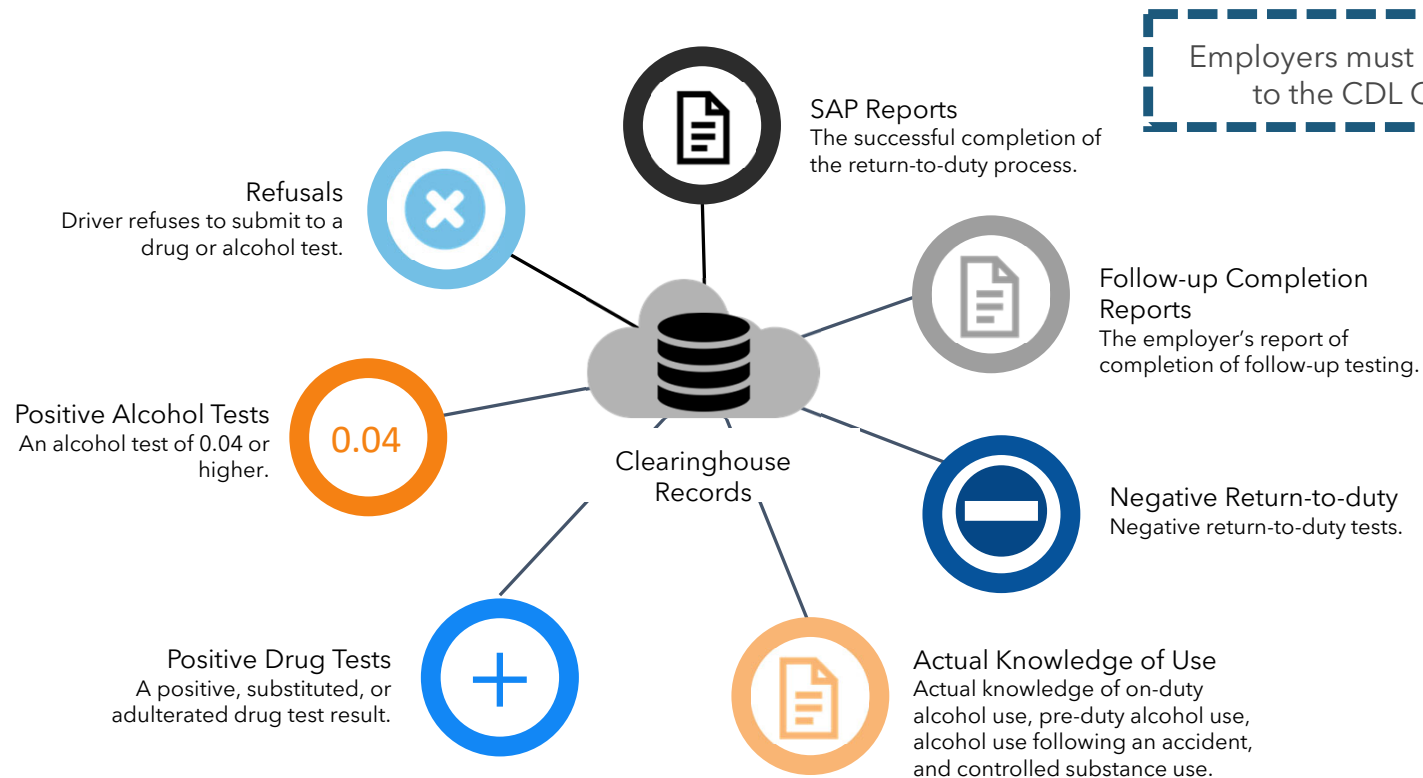 Employers must
to the CDL
SAP Reports
The successful completion of
the return-to-duty process.
Refusals
Driver refuses to submit to a
drug or alcohol test.
Follow-up Completion
Reports
The employer’s report of
completion of follow-up testing.
Positive Alcohol Tests
An alcohol test of 0.04 or
higher.
0.04
Clearinghouse
Records
Negative Return-to-duty
Negative return-to-duty tests.
Positive Drug Tests
A positive, substituted, or
adulterated drug test result.
Actual Knowledge of Use
Actual knowledge of on-duty
alcohol use, pre-duty alcohol use,
alcohol use following an accident,
and controlled substance use.